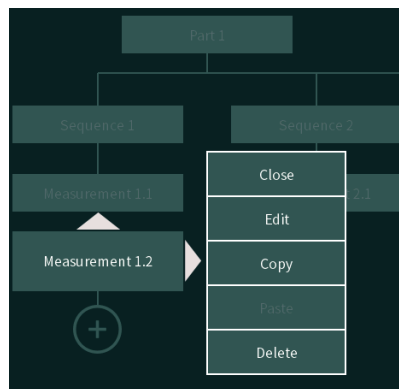 Part 1
Sequence 1
Sequence 2
Measurement 1.1
2.1
Measurement 1.2
Close
Edit
Copy
Paste
Delete